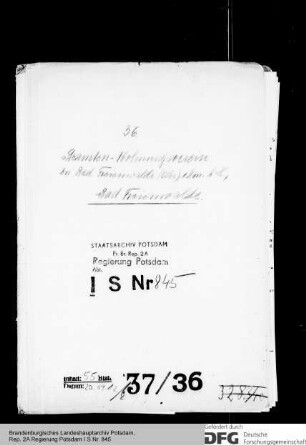 36
Beamten-Wohnungsverein
zu Bad Freienwalde
Bad Freienwalde.
STAATSARCHIV POTSDAM
Pr. Br. Rep. 2A
Regierung Potsdam
Abt.
I S Nr 845
Inhalt: 55 Blatt.
37/36
Brandenburgisches Landeshauptarchiv Potsdam,
Rep. 2A Regierung Potsdam I S Nr. 845
Gefördert durch
DFG Deutsche
Forschungsgemeinschaft